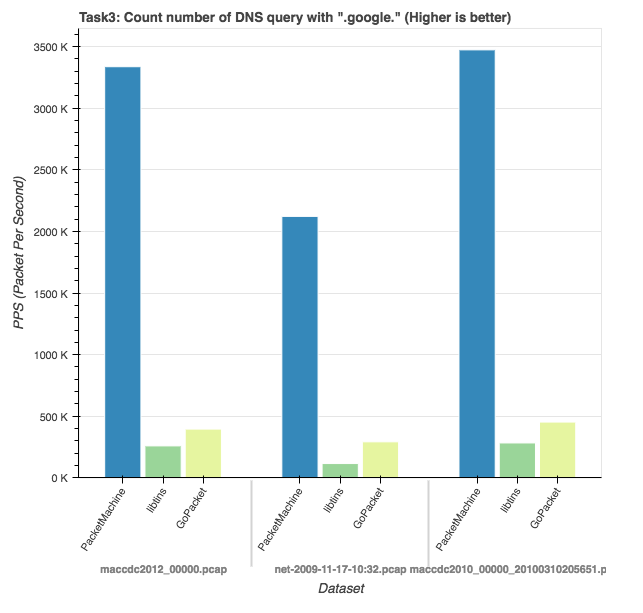 Task3: Count number of DNS query with ".google." (Higher is better)
3500 K
3000 K
2500 K
2000 K
1500 K
1000 K
500 K
0 K
PPS (Packet Per Second)
PacketMachine
libtins
GoPacket
PacketMachine
libtins
GoPacket
PacketMachine
libtins
GoPacket
maccdc2012_00000.pcap
net-2009-11-17-10:32.pcap
maccdc2010_00000_20100310205651.p
Dataset